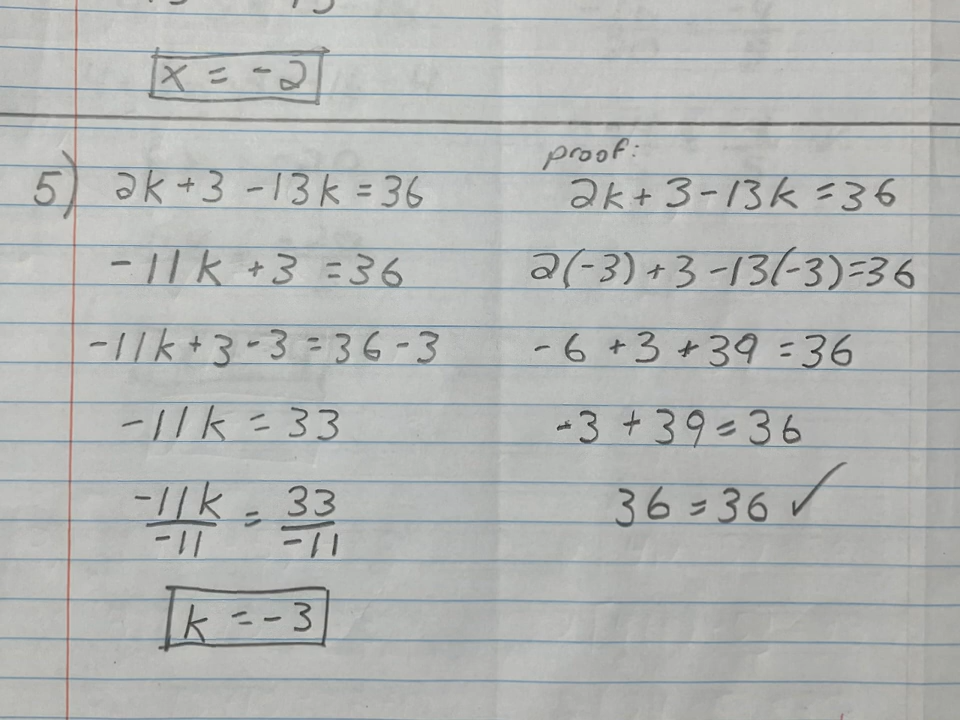 x = -2
5) 2k + 3 - 13k = 36
-11k + 3 = 36
-11k + 3 - 3 = 36 - 3
-11k = 33
-11k/-11 = 33/-11
k = -3
proof:
2k + 3 - 13k = 36
2(-3) + 3 - 13(-3) = 36
-6 + 3 + 39 = 36
-3 + 39 = 36
36 = 36 ✓